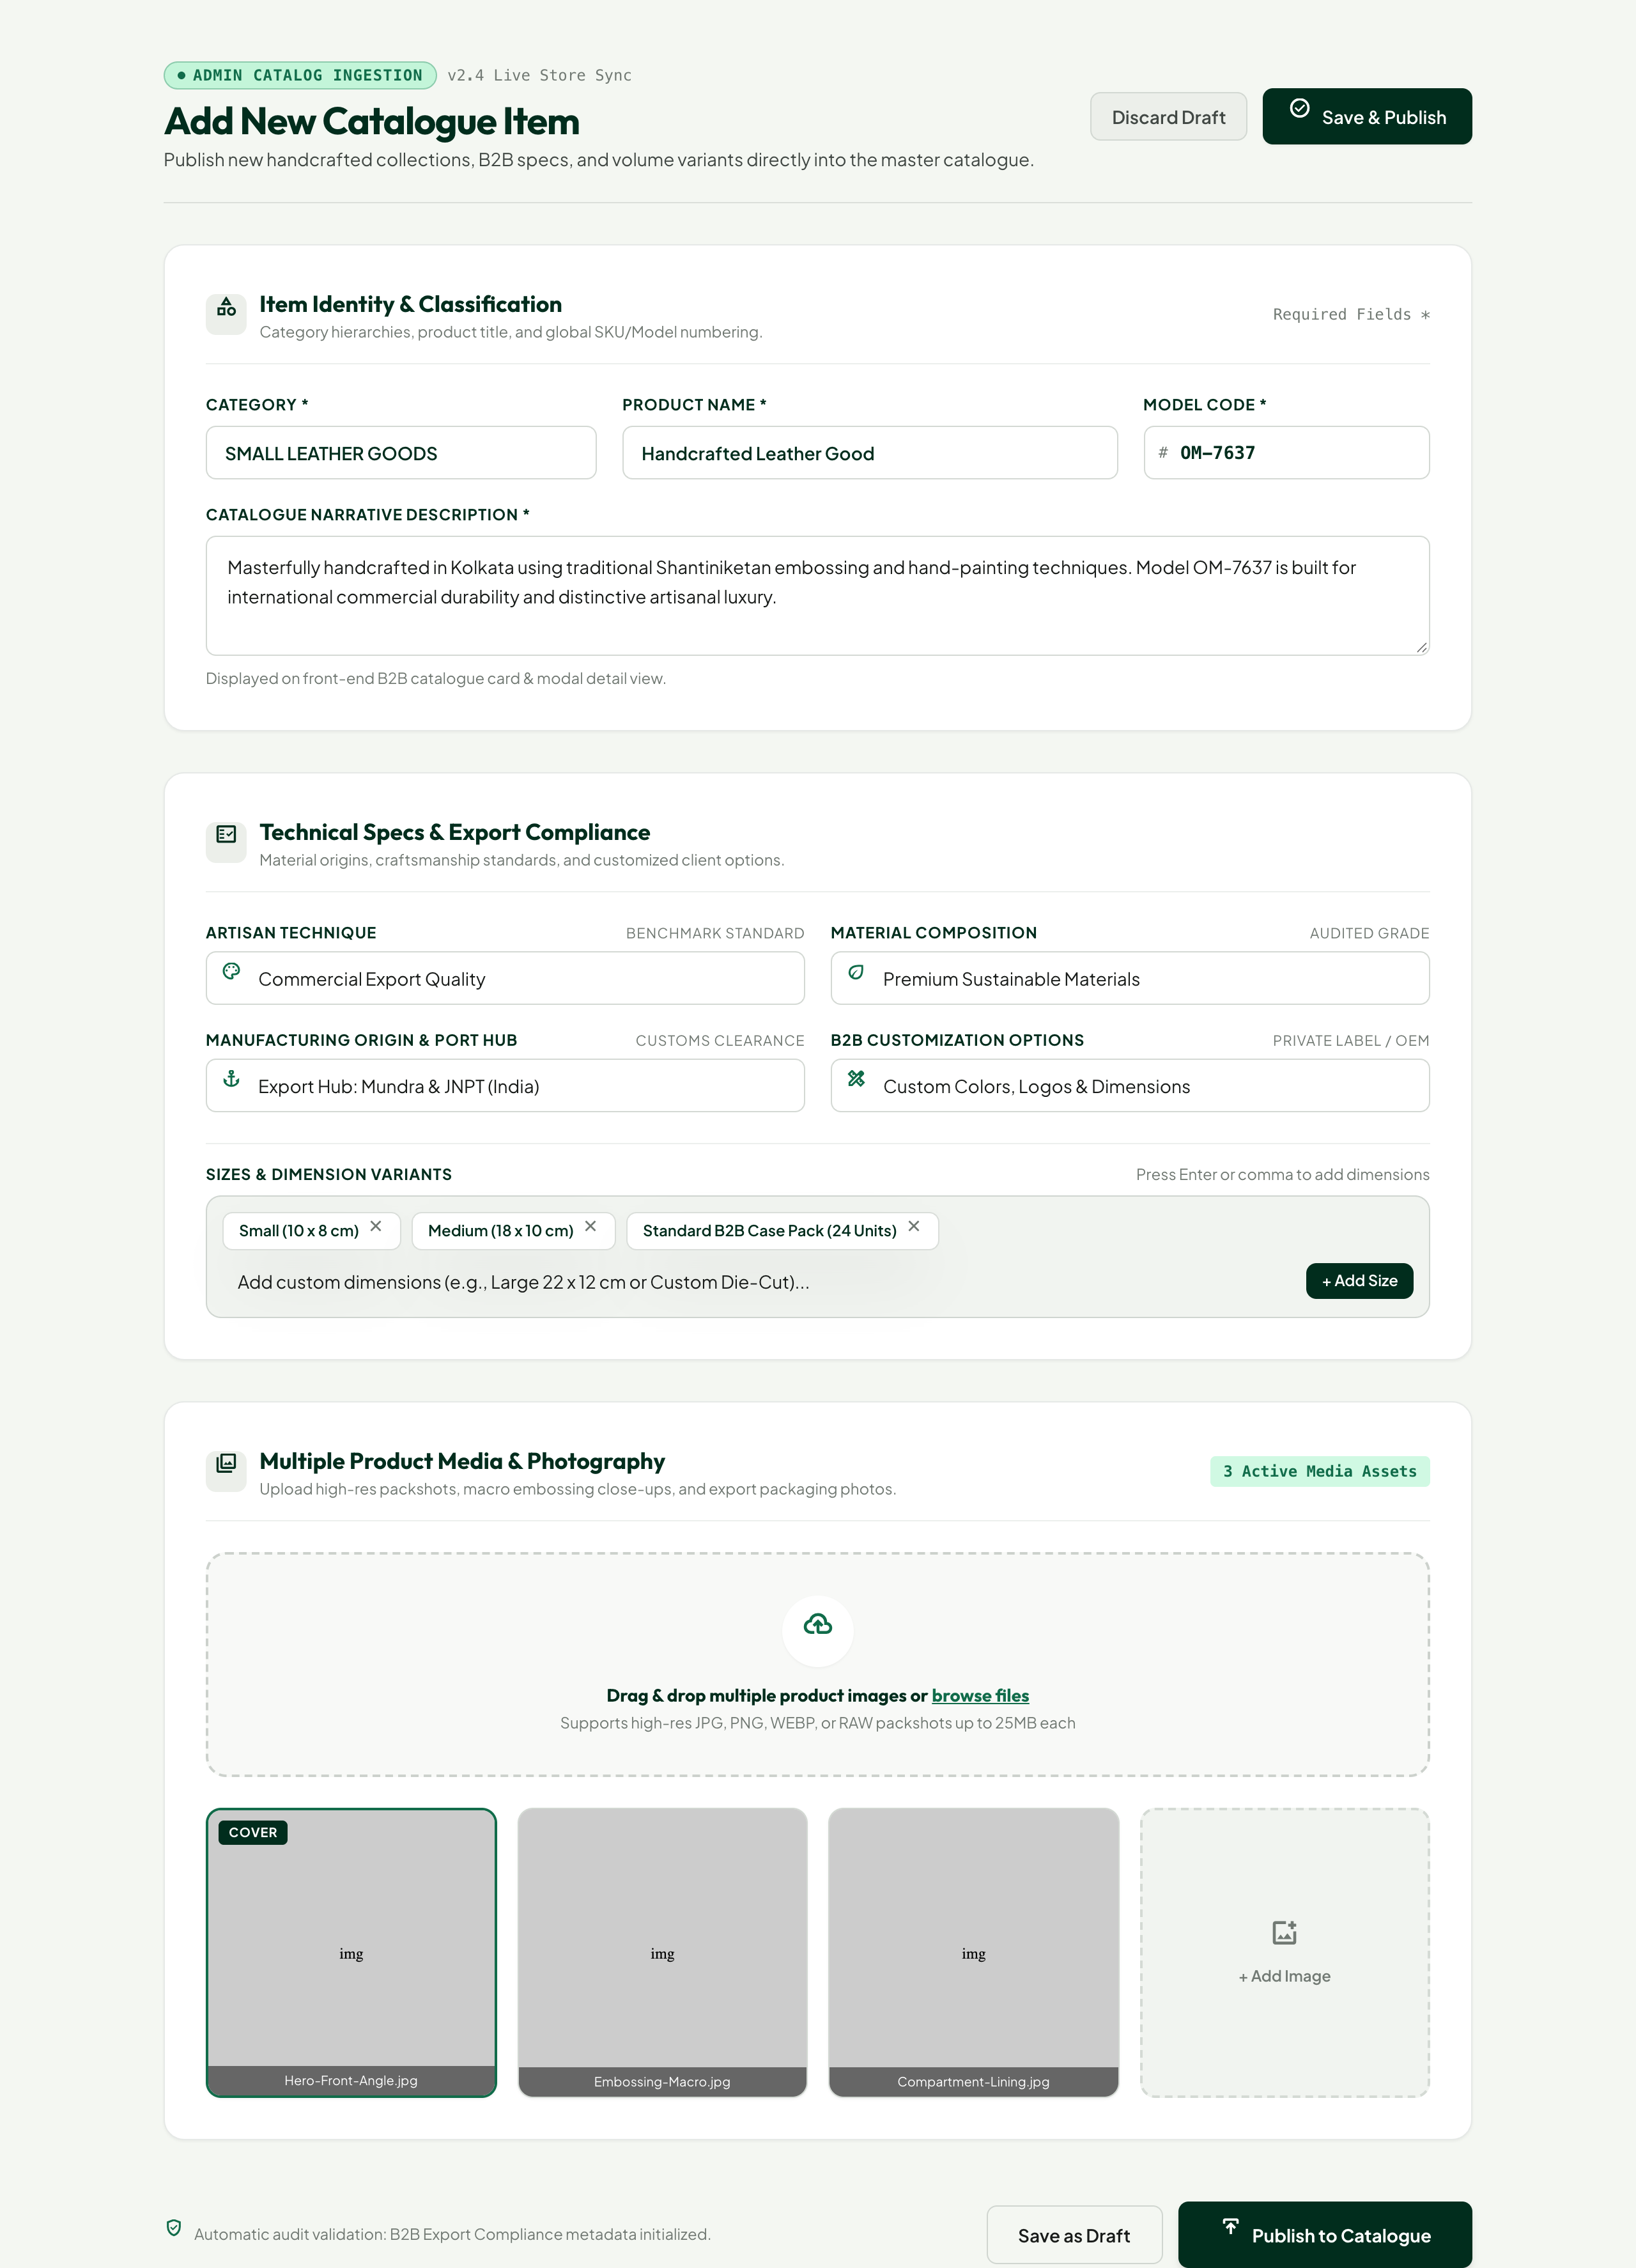 ADMIN CATALOG INGESTION v2.4 Live Store Sync
Add New Catalogue Item
Publish new handcrafted collections, B2B specs, and volume variants directly into the master catalogue.
Discard Draft
Save & Publish
Item Identity & Classification
Category hierarchies, product title, and global SKU/Model numbering.
Required Fields *
CATEGORY *
SMALL LEATHER GOODS
PRODUCT NAME *
Handcrafted Leather Good
MODEL CODE *
# OM-7637
CATALOGUE NARRATIVE DESCRIPTION *
Masterfully handcrafted in Kolkata using traditional Shantiniketan embossing and hand-painting techniques. Model OM-7637 is built for
international commercial durability and distinctive artisanal luxury.
Displayed on front-end B2B catalogue card & modal detail view.
Technical Specs & Export Compliance
Material origins, craftsmanship standards, and customized client options.
ARTISAN TECHNIQUE BENCHMARK STANDARD
Commercial Export Quality
MATERIAL COMPOSITION AUDITED GRADE
Premium Sustainable Materials
MANUFACTURING ORIGIN & PORT HUB CUSTOMS CLEARANCE
Export Hub: Mundra & JNPT (India)
B2B CUSTOMIZATION OPTIONS PRIVATE LABEL / OEM
Custom Colors, Logos & Dimensions
SIZES & DIMENSION VARIANTS Press Enter or comma to add dimensions
Small (10 x 8 cm) ✕ Medium (18 x 10 cm) ✕ Standard B2B Case Pack (24 Units) ✕
Add custom dimensions (e.g., Large 22 x 12 cm or Custom Die-Cut)...
+ Add Size
Multiple Product Media & Photography
Upload high-res packshots, macro embossing close-ups, and export packaging photos.
3 Active Media Assets
Drag & drop multiple product images or browse files
Supports high-res JPG, PNG, WEBP, or RAW packshots up to 25MB each
COVER
img
Hero-Front-Angle.jpg
img
Embossing-Macro.jpg
img
Compartment-Lining.jpg
+ Add Image
Automatic audit validation: B2B Export Compliance metadata initialized.
Save as Draft
Publish to Catalogue